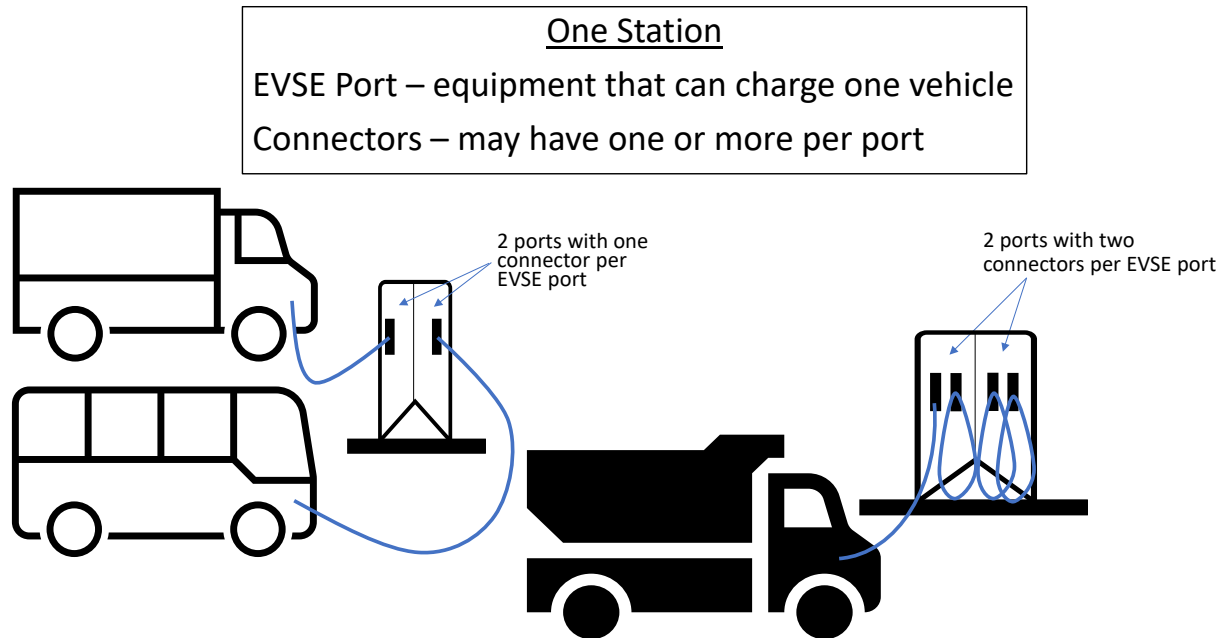 One Station
EVSE Port – equipment that can charge one vehicle
Connectors – may have one or more per port
2 ports with one
connector per
EVSE port
2 ports with two
connectors per EVSE port